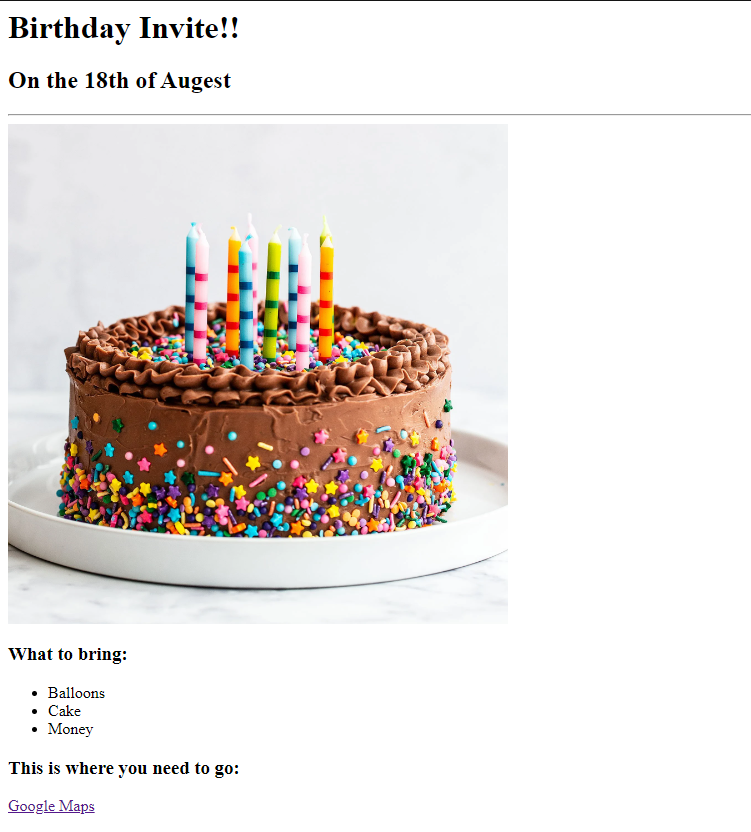 Birthday Invite!!
On the 18th of Augest
What to bring:
Balloons
Cake
Money
This is where you need to go:
Google Maps